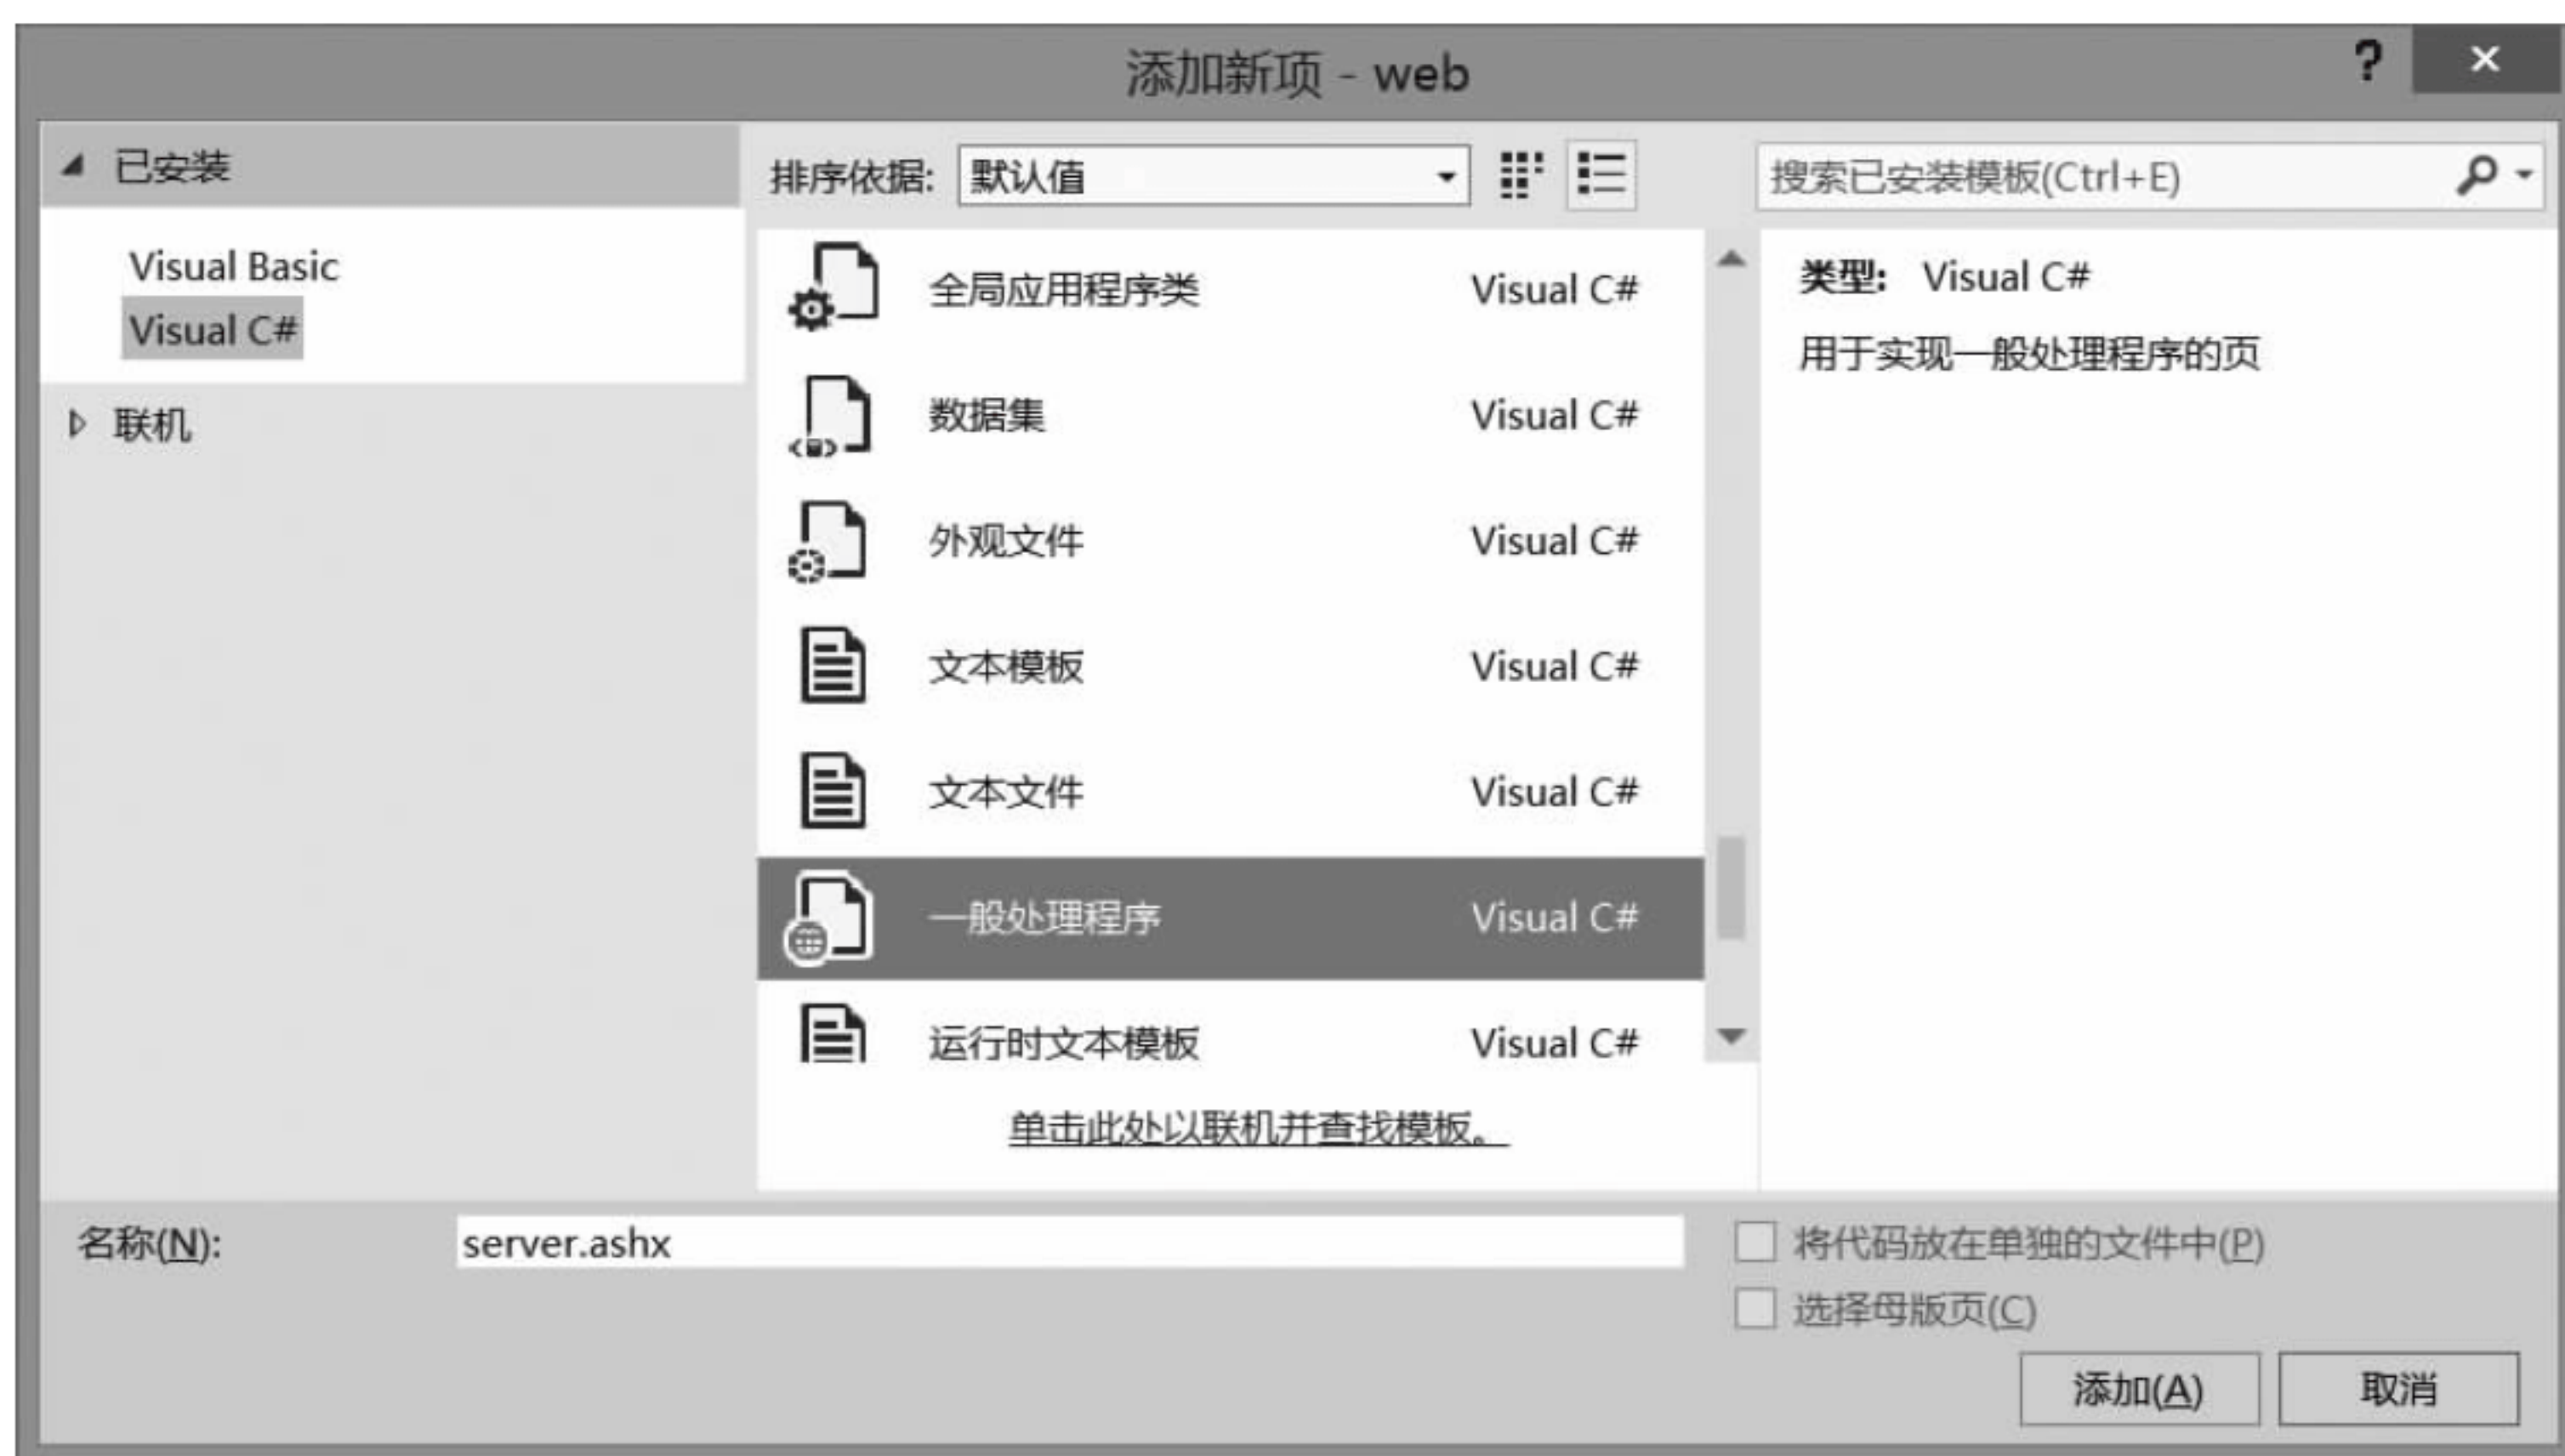 添加新项 - web
?
×
已安装
Visual Basic
Visual C#
联机
排序依据: 默认值
搜索已安装模板(Ctrl+E)
全局应用程序类 Visual C#
数据集 Visual C#
外观文件 Visual C#
文本模板 Visual C#
文本文件 Visual C#
一般处理程序 Visual C#
运行时文本模板 Visual C#
单击此处以联机并查找模板。
类型: Visual C#
用于实现一般处理程序的页
名称(N): server.ashx
将代码放在单独的文件中(P)
选择母版页(C)
添加(A) 取消